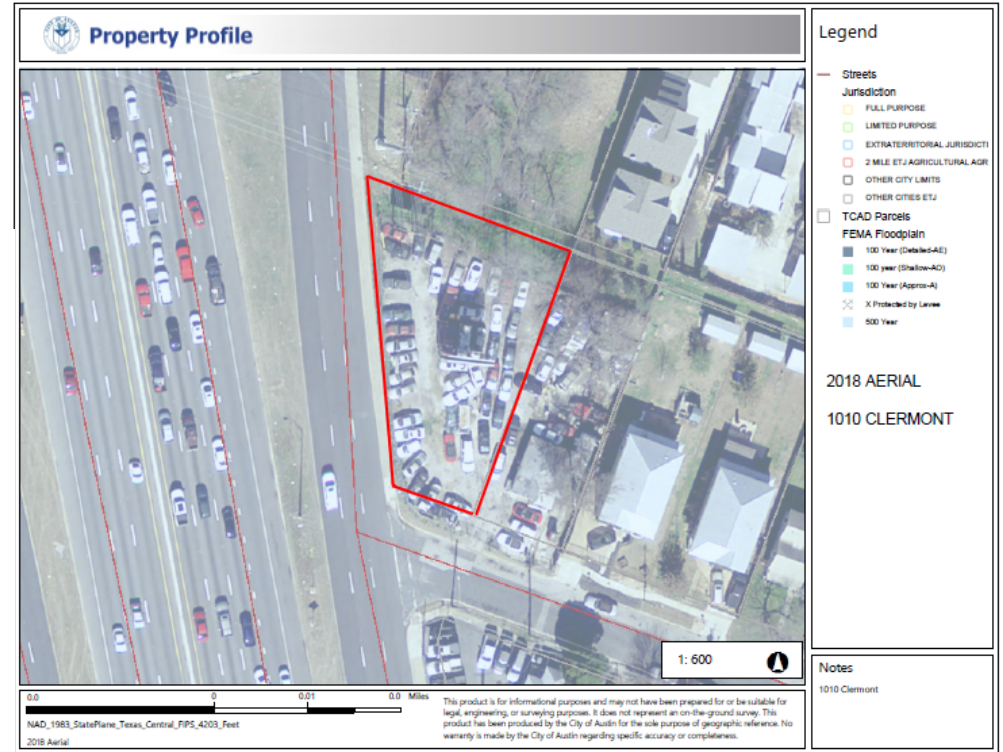 Property Profile
Legend
Streets
Jurisdiction
FULL PURPOSE
LIMITED PURPOSE
EXTRATERRITORIAL JURISDICTI
2 MILE ETJ AGRICULTURAL AGR
OTHER CITY LIMITS
OTHER CITIES ETJ
TCAD Parcels
FEMA Floodplain
100 Year (Detailed-AE)
100 year (Shallow-AO)
100 Year (Approx-A)
X Protected by Levee
500 Year
2018 AERIAL
1010 CLERMONT
1: 600
Notes
1010 Clermont
0.0 0 0.01 0.0 Miles
NAD_1983_StatePlane_Texas_Central_FIPS_4203_Feet
2018 Aerial
This product is for informational purposes and may not have been prepared for or be suitable for
legal, engineering, or surveying purposes. It does not represent an on-the-ground survey. This
product has been produced by the City of Austin for the sole purpose of geographic reference. No
warranty is made by the City of Austin regarding specific accuracy or completeness.